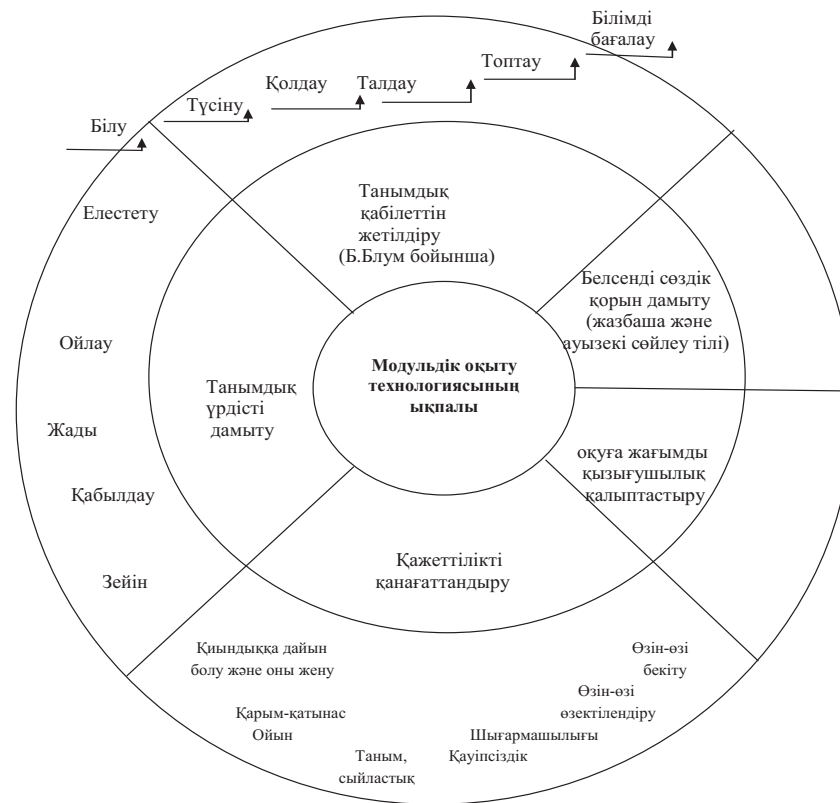 Білімді
бағалау
Топтау
Қолдау
Талдау
Түсіну
Білу
Елестету
Ойлау
Жады
Қабылдау
Зейін
Танымдық
қабілеттін
жетілдіру
(Б.Блум бойынша)
Белсенді сөздік
қорын дамыту
(жазбаша және
ауызекі сөйлеу тілі)
Модульдік оқыту
технологиясының
ықпалы
Танымдық
үрдісті
дамыту
оқуға жағымды
қызығушылық
қалыптастыру
Қажеттілікті
қанағаттандыру
Қиындыққа дайын
болу және оны жену
Қарым-қатынас
Ойын
Таным,
сыйластық
Қауіпсіздік
Шығармашылығы
Өзін-өзі
өзектілендіру
Өзін-өзі
бекіту